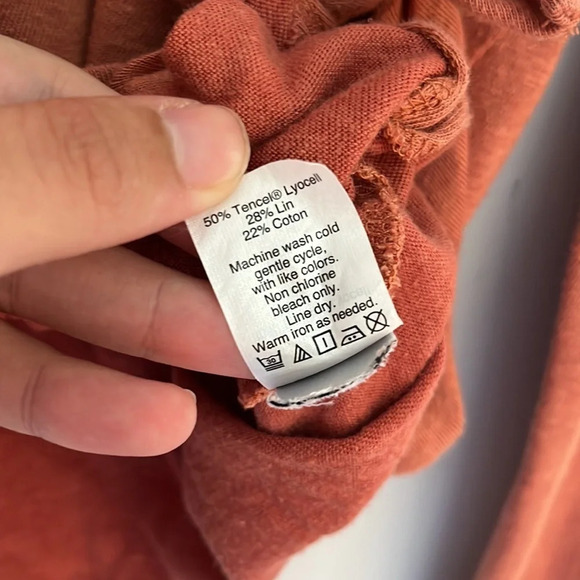 50% Tencel® Lyocell
28% Lin
22% Coton
Machine wash cold
gentle cycle,
with like colors.
Non chlorine
bleach only.
Line dry.
Warm iron as needed.
30